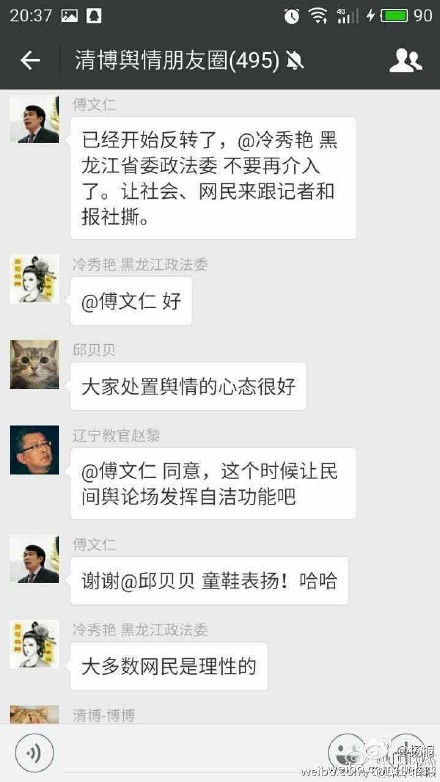 20:37
4G
90
清博舆情朋友圈(495)
傅文仁
已经开始反转了，@冷秀艳 黑
龙江省委政法委 不要再介入
了。让社会、网民来跟记者和
报社撕。
冷秀艳 黑龙江政法委
@傅文仁 好
邱贝贝
大家处置舆情的心态很好
辽宁教官赵黎
@傅文仁 同意，这个时候让民
间舆论场发挥自洁功能吧
傅文仁
谢谢@邱贝贝 童鞋表扬！哈哈
冷秀艳 黑龙江政法委
大多数网民是理性的
清博-博博